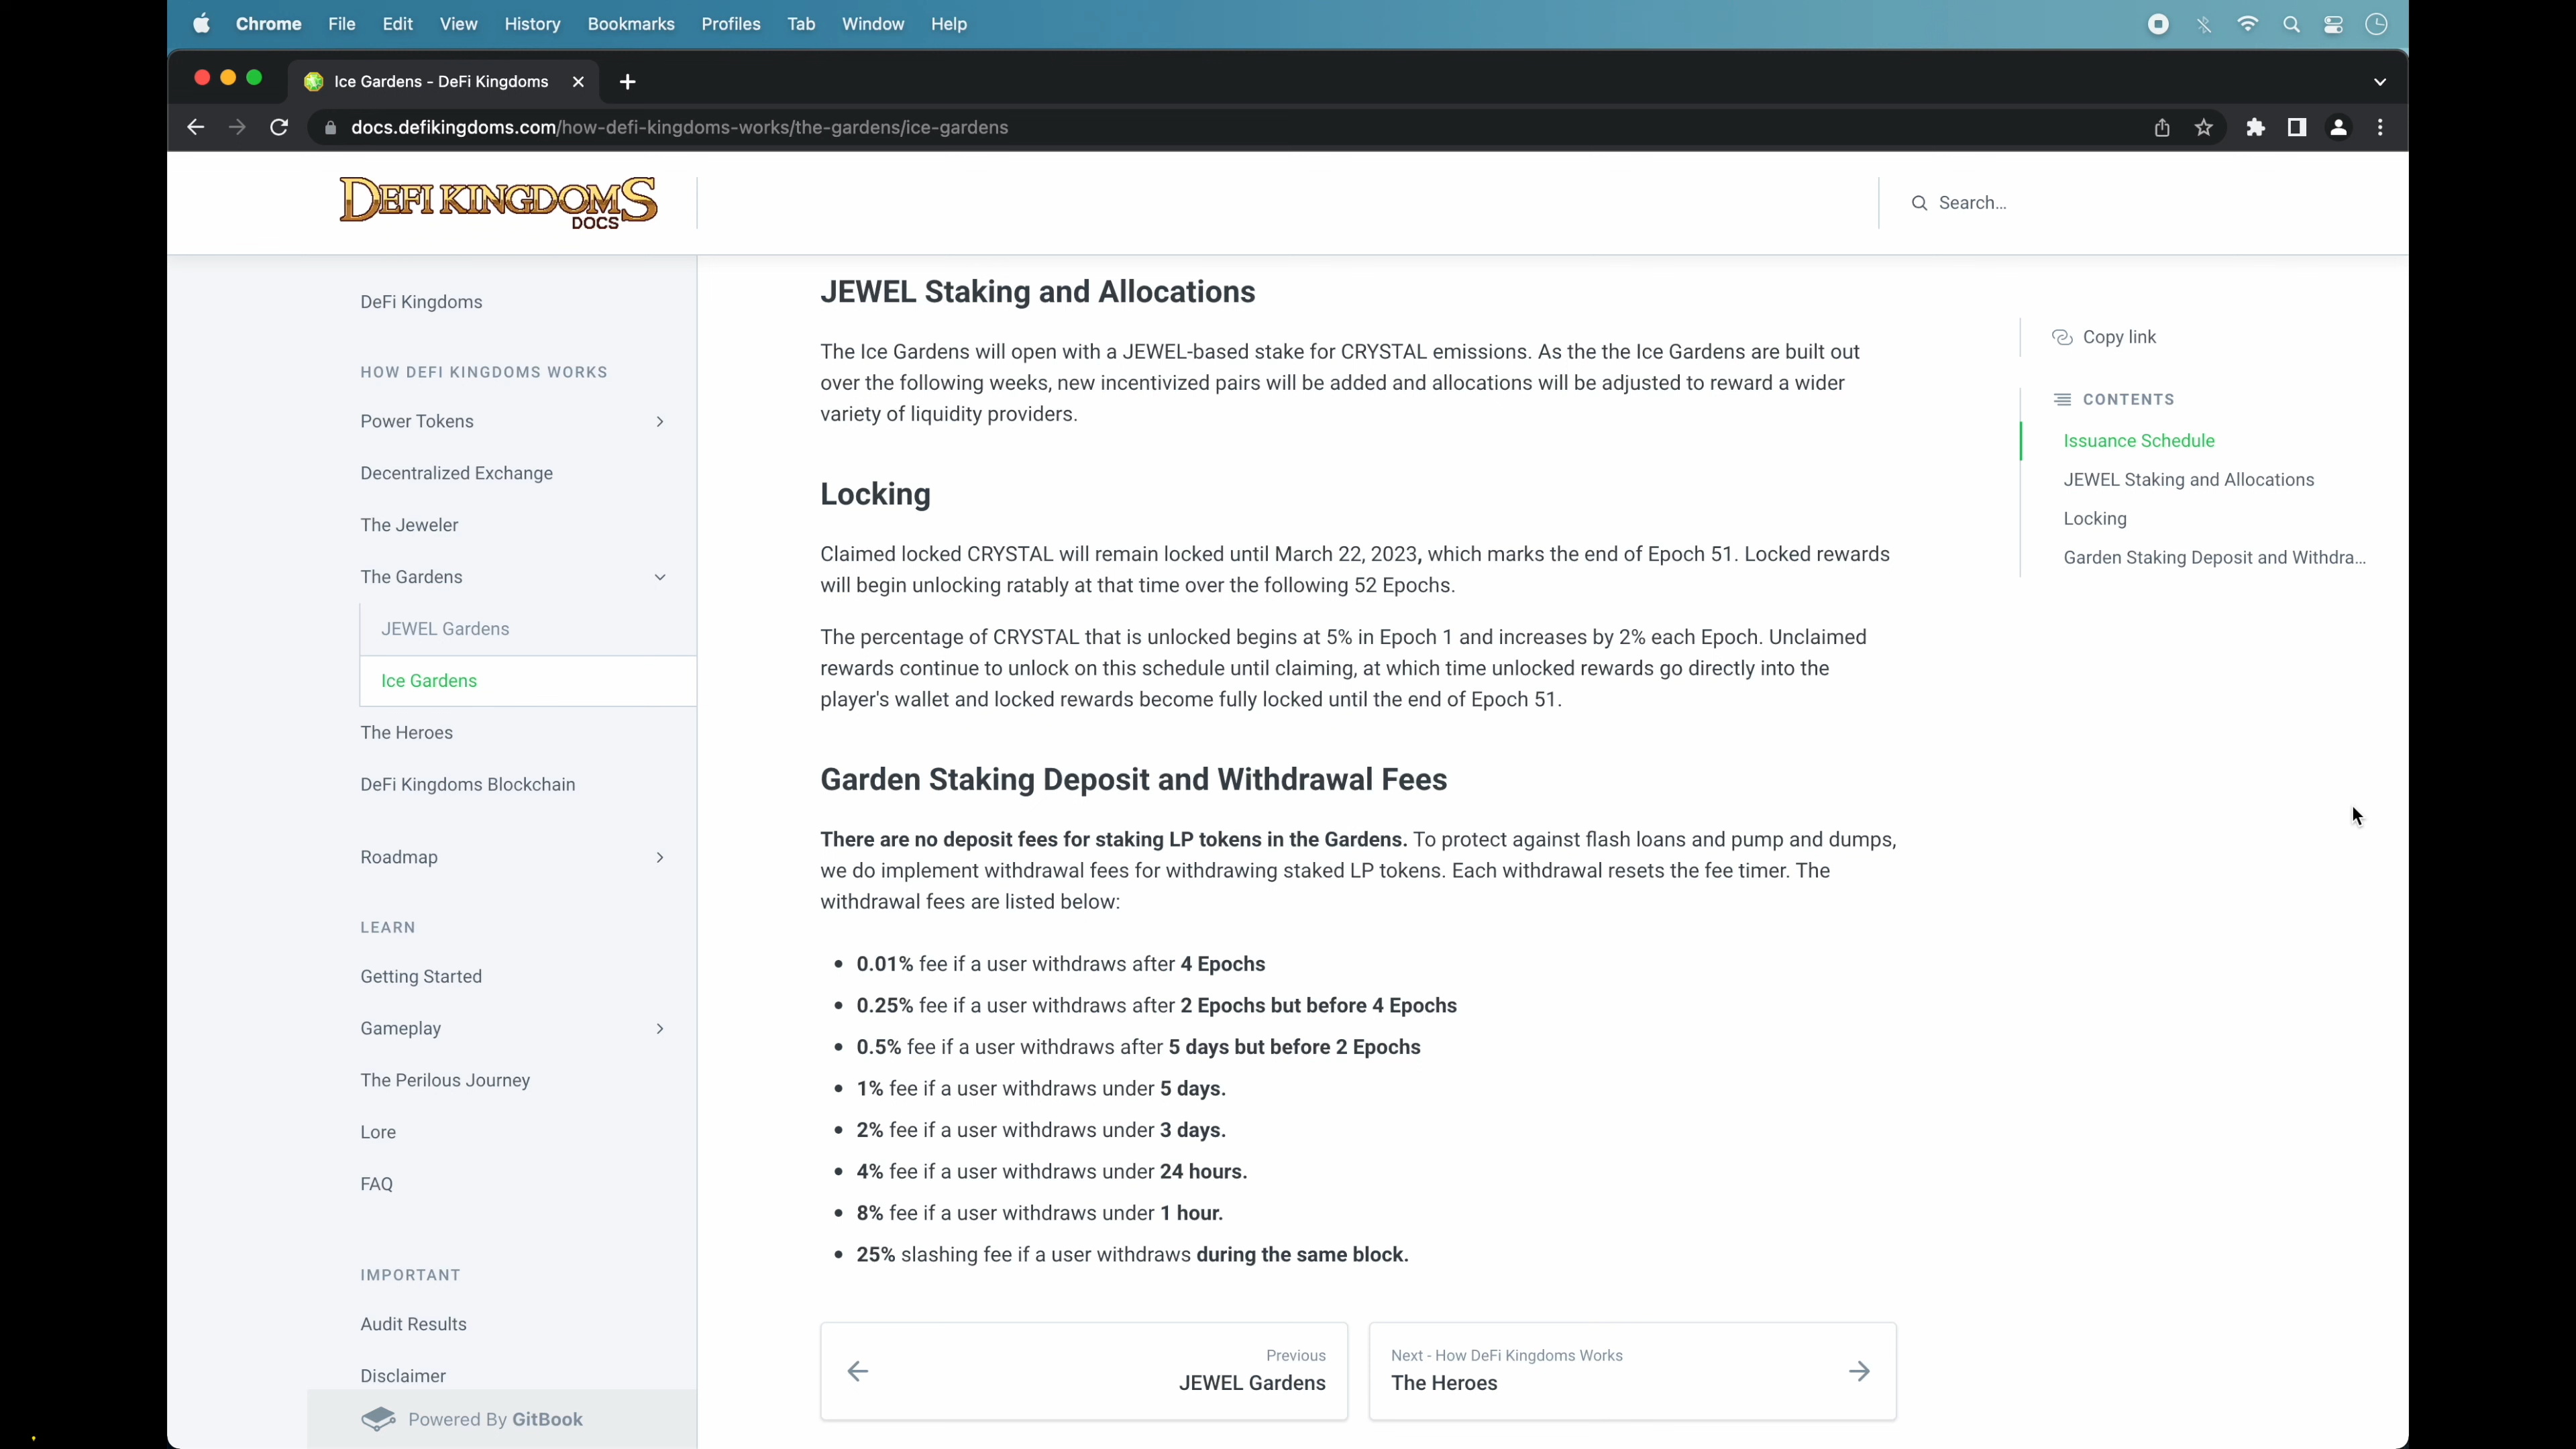 Chrome File Edit View History Bookmarks Profiles Tab Window Help
Ice Gardens - DeFi Kingdoms
docs.defikingdoms.com/how-defi-kingdoms-works/the-gardens/ice-gardens
DEFI KINGDOMS
DOCS
Search...
DeFi Kingdoms
HOW DEFI KINGDOMS WORKS
Power Tokens
Decentralized Exchange
The Jeweler
The Gardens
JEWEL Gardens
Ice Gardens
The Heroes
DeFi Kingdoms Blockchain
Roadmap
LEARN
Getting Started
Gameplay
The Perilous Journey
Lore
FAQ
IMPORTANT
Audit Results
Disclaimer
Powered By GitBook
JEWEL Staking and Allocations
The Ice Gardens will open with a JEWEL-based stake for CRYSTAL emissions. As the the Ice Gardens are built out
over the following weeks, new incentivized pairs will be added and allocations will be adjusted to reward a wider
variety of liquidity providers.
Locking
Claimed locked CRYSTAL will remain locked until March 22, 2023, which marks the end of Epoch 51. Locked rewards
will begin unlocking ratably at that time over the following 52 Epochs.
The percentage of CRYSTAL that is unlocked begins at 5% in Epoch 1 and increases by 2% each Epoch. Unclaimed
rewards continue to unlock on this schedule until claiming, at which time unlocked rewards go directly into the
player's wallet and locked rewards become fully locked until the end of Epoch 51.
Garden Staking Deposit and Withdrawal Fees
There are no deposit fees for staking LP tokens in the Gardens. To protect against flash loans and pump and dumps,
we do implement withdrawal fees for withdrawing staked LP tokens. Each withdrawal resets the fee timer. The
withdrawal fees are listed below:
• 0.01% fee if a user withdraws after 4 Epochs
• 0.25% fee if a user withdraws after 2 Epochs but before 4 Epochs
• 0.5% fee if a user withdraws after 5 days but before 2 Epochs
• 1% fee if a user withdraws under 5 days.
• 2% fee if a user withdraws under 3 days.
• 4% fee if a user withdraws under 24 hours.
• 8% fee if a user withdraws under 1 hour.
• 25% slashing fee if a user withdraws during the same block.
Previous
JEWEL Gardens
Next - How DeFi Kingdoms Works
The Heroes
Copy link
CONTENTS
Issuance Schedule
JEWEL Staking and Allocations
Locking
Garden Staking Deposit and Withdra...